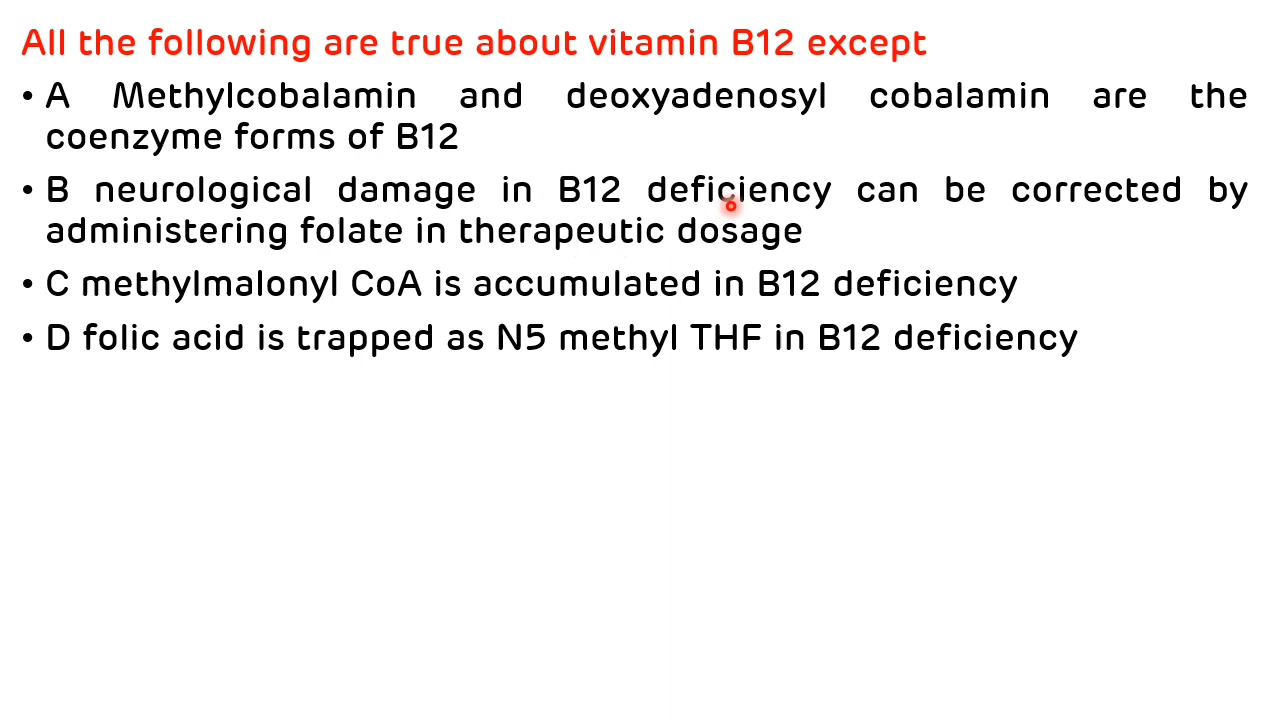 All the following are true about vitamin B12 except
• A Methylcobalamin and deoxyadenosyl cobalamin are the
coenzyme forms of B12
• B neurological damage in B12 deficiency can be corrected by
administering folate in therapeutic dosage
• C methylmalonyl CoA is accumulated in B12 deficiency
• D folic acid is trapped as N5 methyl THF in B12 deficiency